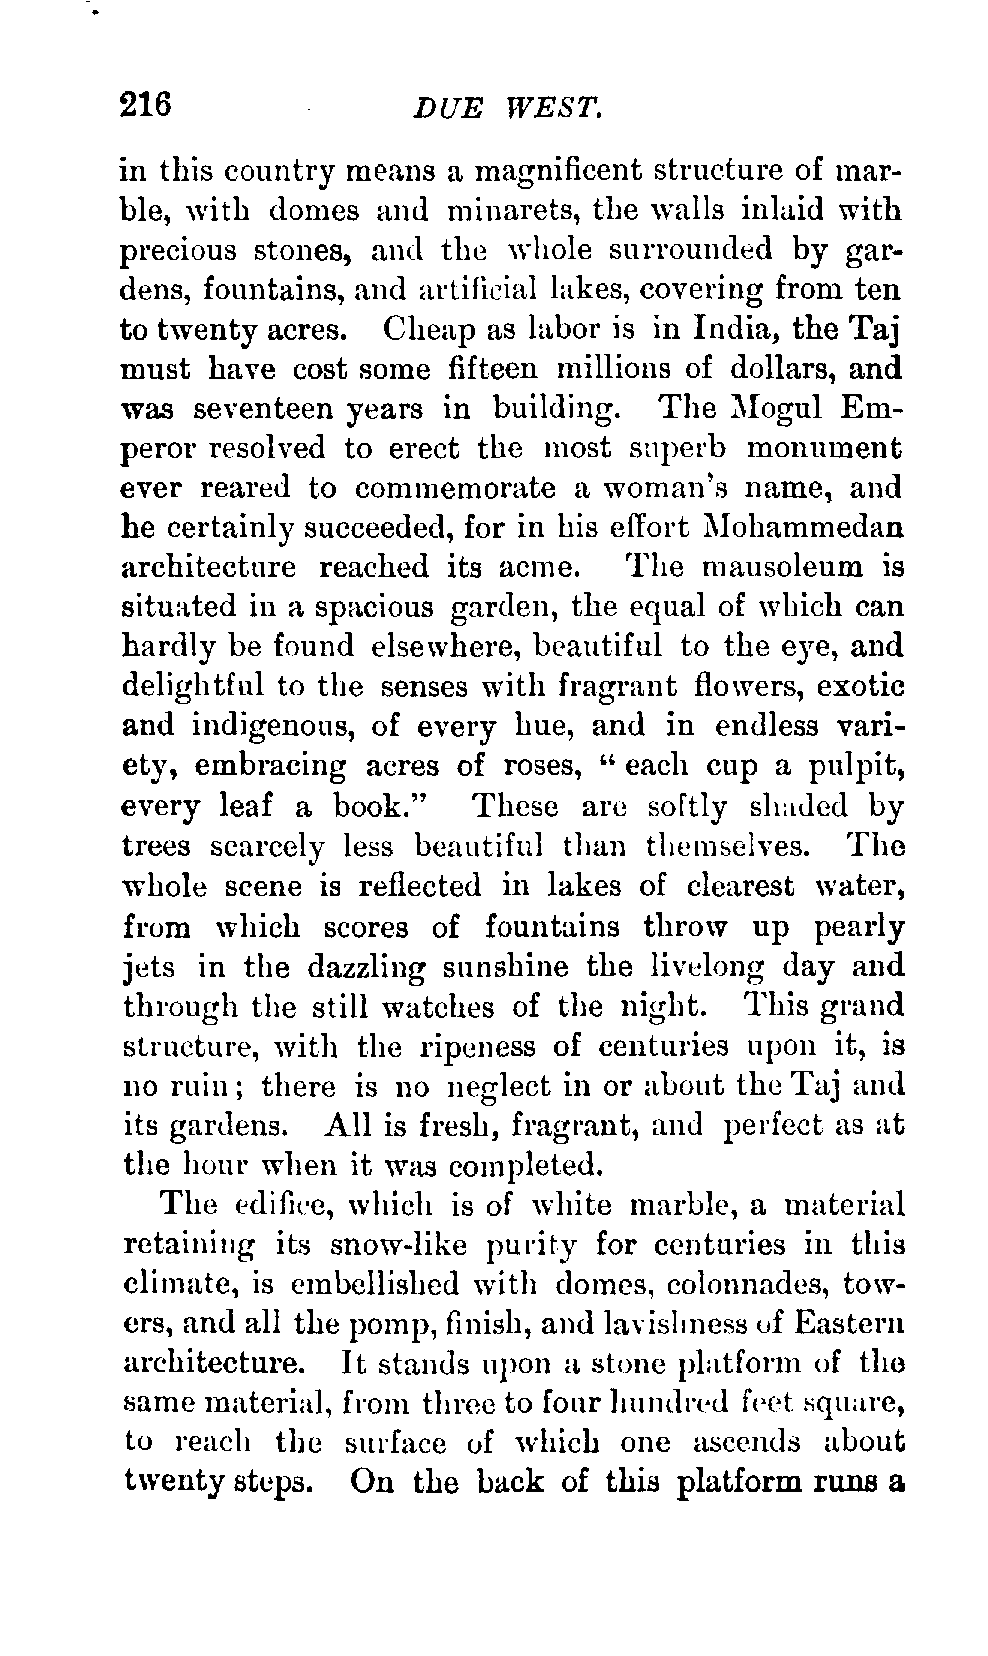 216 DUE WEST.
in this country means a magnificent structure of mar-
ble, with domes and minarets, the walls inlaid with
precious stones, and the whole surrounded by gar-
dens, fountains, and artificial lakes, covering from ten
to twenty acres. Cheap as labor is in India, the Taj
must have cost some fifteen millions of dollars, and
was seventeen years in building. The Mogul Em-
peror resolved to erect the most superb monument
ever reared to commemorate a woman's name, and
he certainly succeeded, for in his effort Mohammedan
architecture reached its acme. The mausoleum is
situated in a spacious garden, the equal of which can
hardly be found elsewhere, beautiful to the eye, and
delightful to the senses with fragrant flowers, exotic
and indigenous, of every hue, and in endless vari-
ety, embracing acres of roses, “ each cup a pulpit,
every leaf a book.” These are softly shaded by
trees scarcely less beautiful than themselves. The
whole scene is reflected in lakes of clearest water,
from which scores of fountains throw up pearly
jets in the dazzling sunshine the livelong day and
through the still watches of the night. This grand
structure, with the ripeness of centuries upon it, is
no ruin; there is no neglect in or about the Taj and
its gardens. All is fresh, fragrant, and perfect as at
the hour when it was completed.
The edifice, which is of white marble, a material
retaining its snow-like purity for centuries in this
climate, is embellished with domes, colonnades, tow-
ers, and all the pomp, finish, and lavishness of Eastern
architecture. It stands upon a stone platform of the
same material, from three to four hundred feet square,
to reach the surface of which one ascends about
twenty steps. On the back of this platform runs a